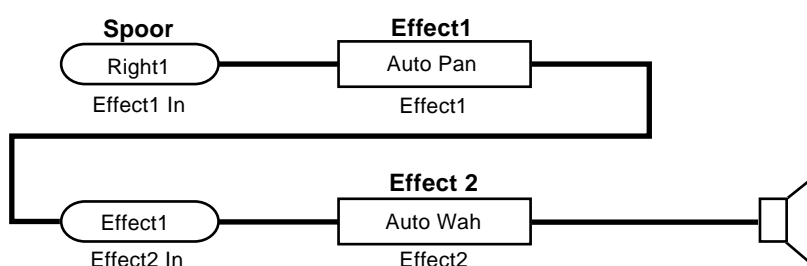 Spoor
Effect1
Right1
Auto Pan
Effect1 In
Effect1
Effect 2
Effect1
Auto Wah
Effect2 In
Effect2